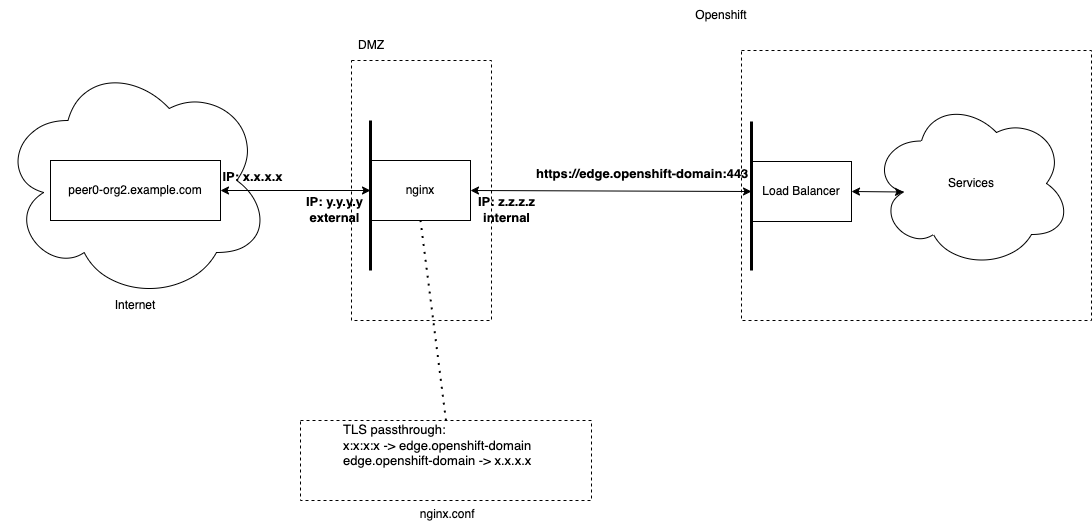 Openshift
DMZ
IP: x.x.x.x
https://edge.openshift-domain:443
peer0-org2.example.com
nginx
Load Balancer
Services
IP: y.y.y.y
external
IP: z.z.z.z
internal
Internet
TLS passthrough:
x:x:x:x -> edge.openshift-domain
edge.openshift-domain -> x.x.x.x
nginx.conf